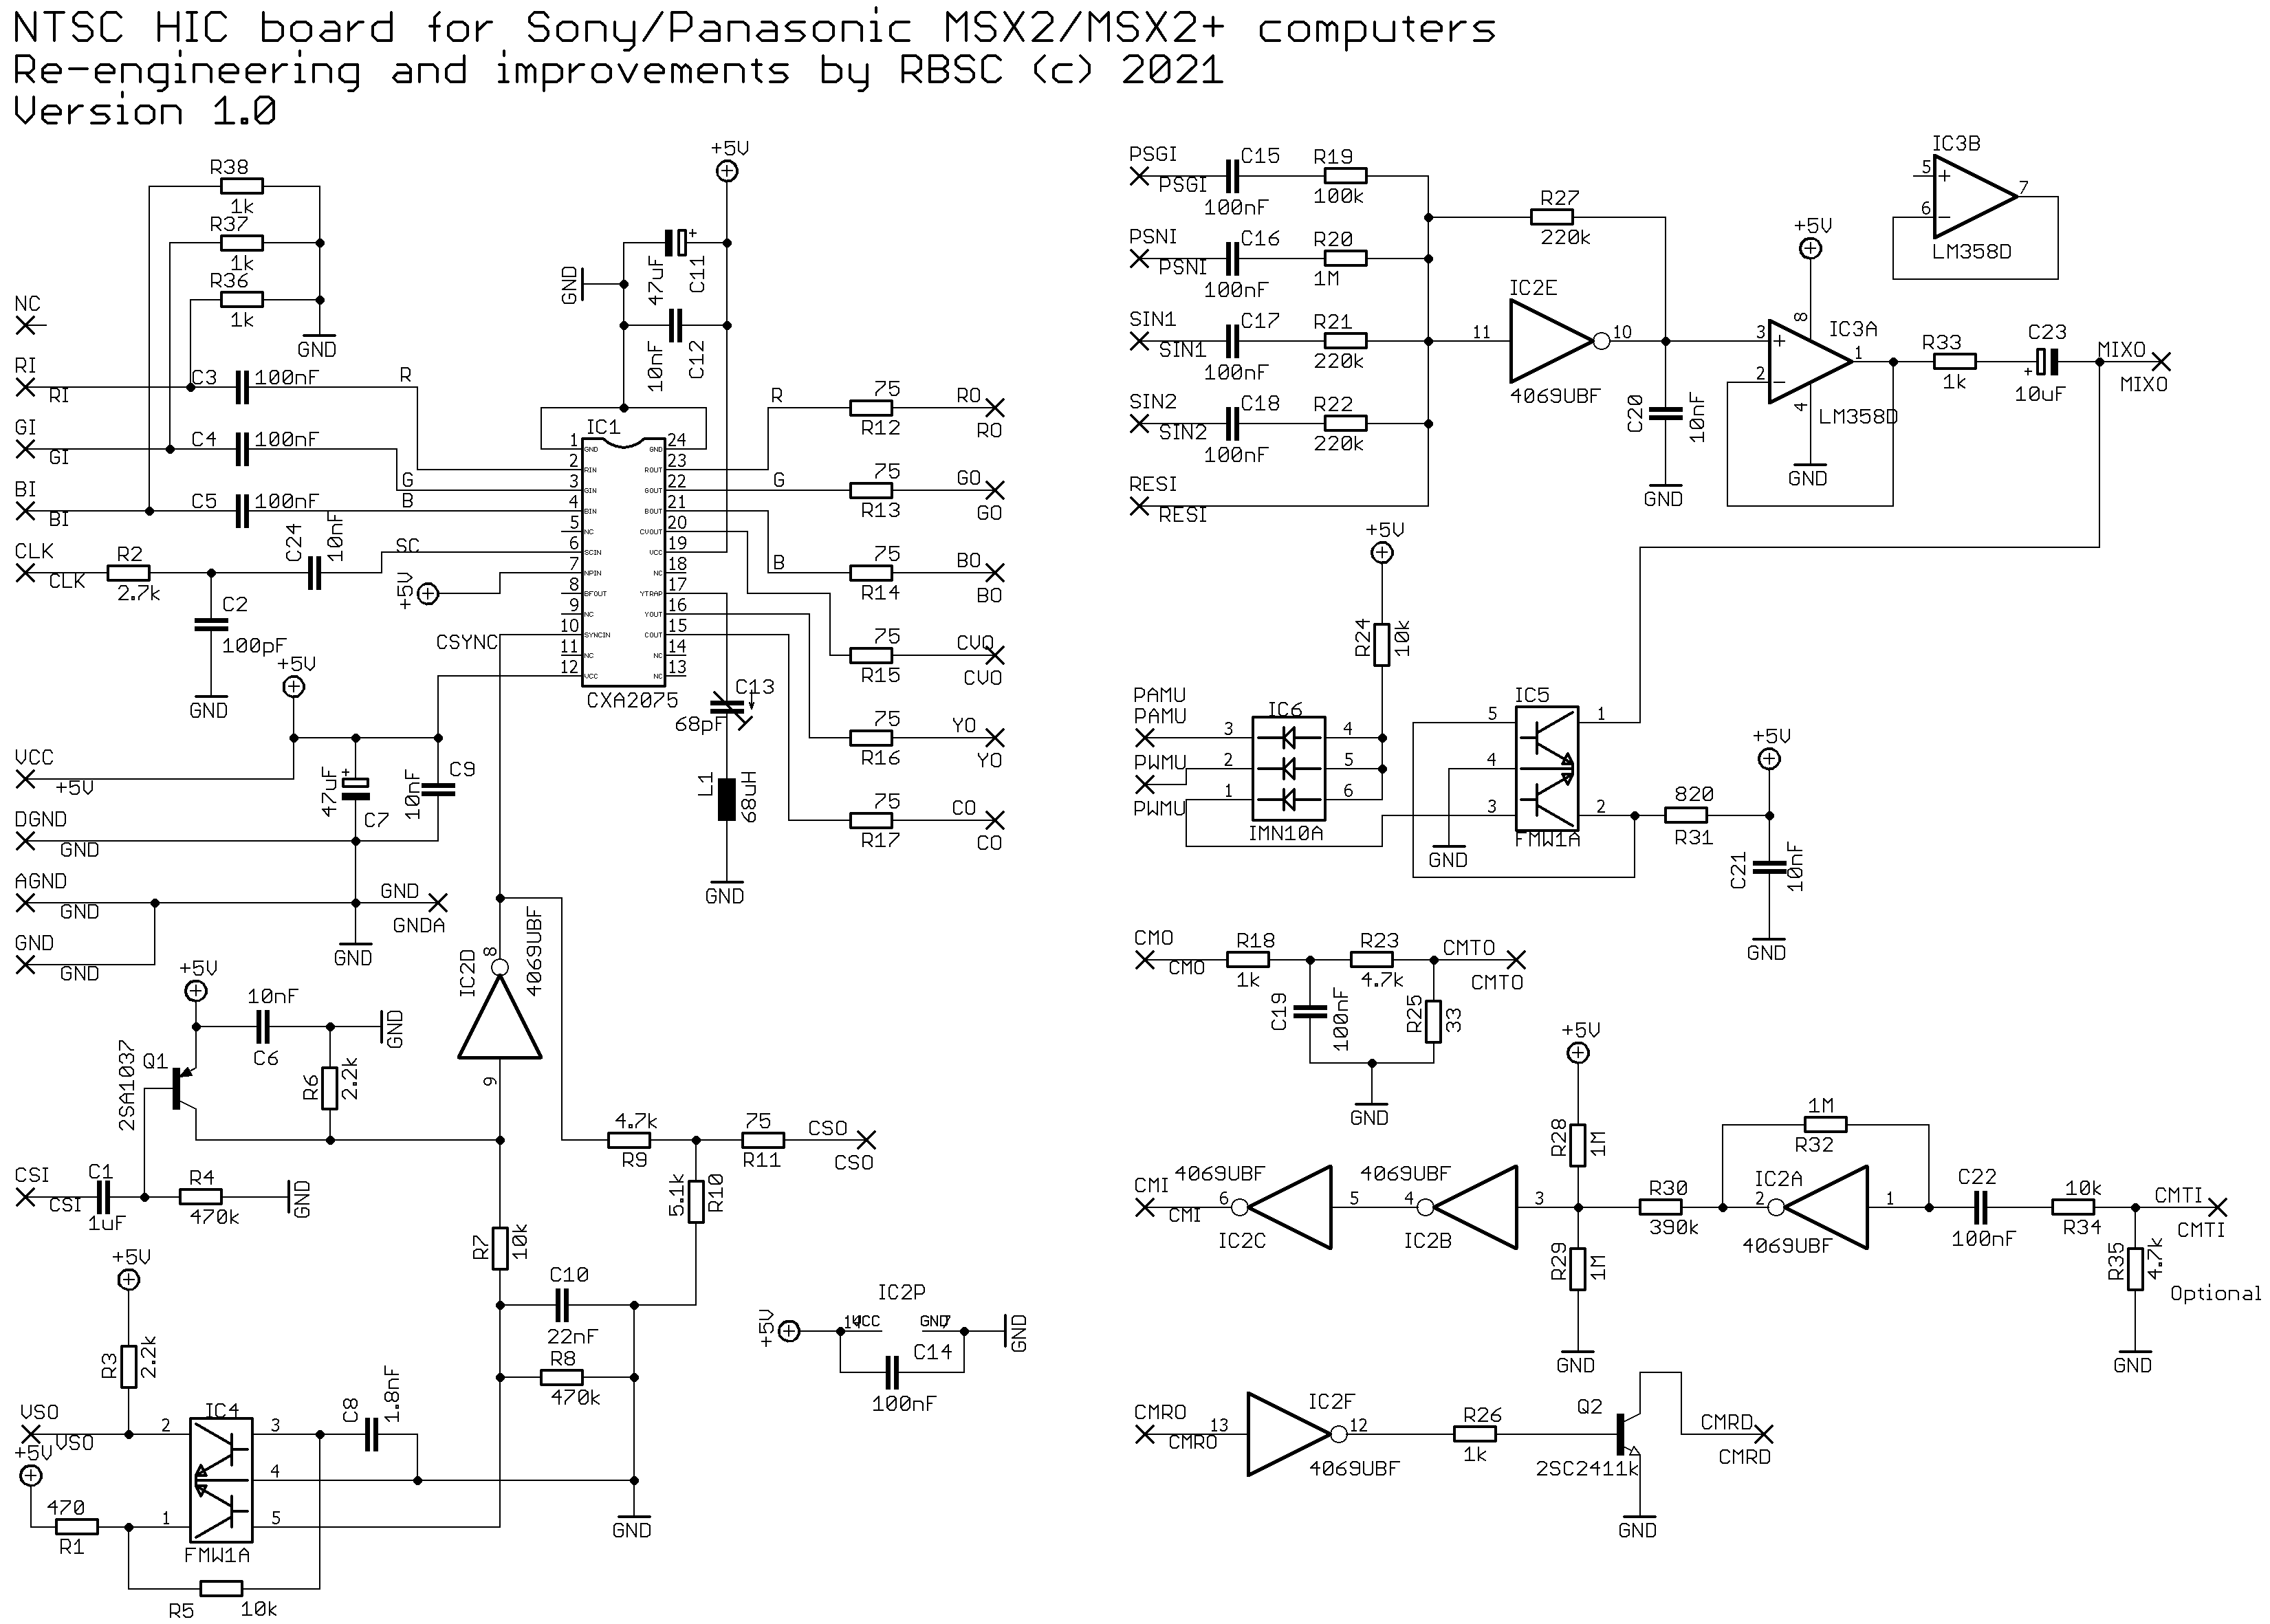 NTSC HIC board for Sony/Panasonic MSX2/MSX2+ computers
Re-engineering and improvements by RBSC (c) 2021
Version 1.0
R38
1k
R37
1k
R36
1k
GND
NC
RI
RI
C3
100nF
R
GI
GI
C4
100nF
G
BI
BI
C5
100nF
B
CLK
CLK
R2
2.7k
C24
10nF
SC
C2
100pF
GND
+5V
+5V
C11
47uF
GND
10nF
C12
+5V
IC1
1 GND
2 RIN
3 GIN
4 BIN
5 NC
6 SCIN
7 NPIN
8 BFOUT
9 NC
10 SYNCIN
11 NC
12 VCC
24 GND
23 ROUT
22 GOUT
21 BOUT
20 CVOUT
19 VCC
18 NC
17 YTRAP
16 YOUT
15 COUT
14 NC
13 NC
CXA2075
CSYNC
R
75
R12
RO
RO
G
75
R13
GO
GO
B
75
R14
BO
BO
75
R15
CVO
CVO
75
R16
YO
YO
75
R17
CO
CO
C13
68pF
L1
68uH
GND
VCC
+5V
47uF
C7
10nF
C9
DGND
GND
AGND
GND
GND
GNDA
GND
GND
GND
+5V
10nF
C6
GND
Q1
2SA1037
R6
2.2k
IC2D
8
9
4069UBF
CSI
CSI
C1
1uF
R4
470k
GND
4.7k
R9
75
R11
CSO
CSO
5.1k
R10
R7
10k
C10
22nF
R8
470k
GND
+5V
R3
2.2k
VSO
VSO
+5V
470
R1
IC4
2
1
3
4
5
FMW1A
C8
1.8nF
R5
10k
IC2P
+5V
14
VCC
GND
7
GND
C14
100nF
PSGI
PSGI
C15
100nF
R19
100k
PSNI
PSNI
C16
100nF
R20
1M
SIN1
SIN1
C17
100nF
R21
220k
SIN2
SIN2
C18
100nF
R22
220k
RESI
RESI
R27
220k
IC2E
11
10
4069UBF
C20
10nF
GND
+5V
8
3
2
1
4
IC3A
LM358D
GND
IC3B
5
6
7
LM358D
R33
1k
C23
10uF
MIXO
MIXO
+5V
R24
10k
PAMU
PAMU
PWMU
PWMU
IC6
3
2
1
4
5
6
IMN10A
IC5
5
4
3
1
2
FMW1A
GND
820
R31
+5V
C21
10nF
GND
CMO
CMO
R18
1k
R23
4.7k
CMTO
CMTO
C19
100nF
R25
33
GND
+5V
R28
1M
R29
1M
GND
CMI
CMI
4069UBF
6
5
IC2C
4069UBF
4
3
IC2B
R30
390k
1M
R32
IC2A
2
1
4069UBF
C22
100nF
10k
R34
CMTI
CMTI
R35
4.7k
GND
Optional
CMRO
CMRO
13
IC2F
12
4069UBF
R26
1k
Q2
2SC2411k
GND
CMRD
CMRD